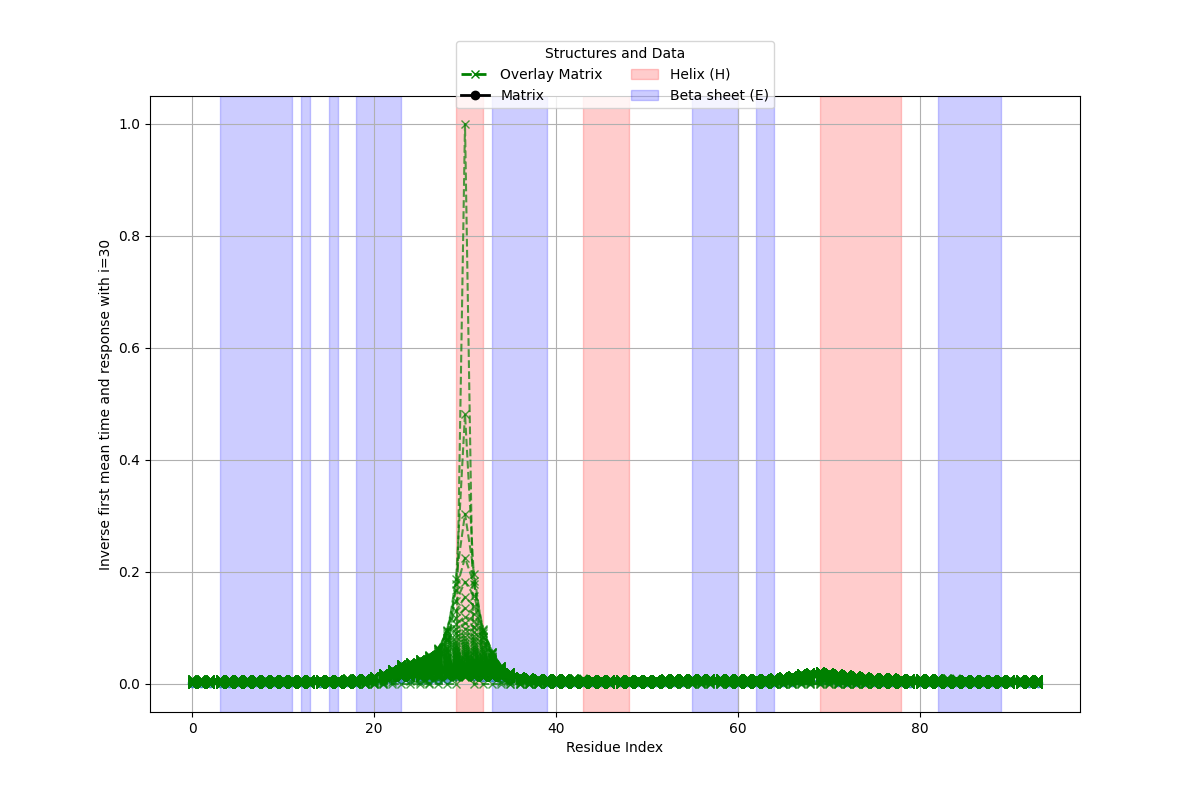 Structures and Data
Overlay Matrix
Helix (H)
Matrix
Beta sheet (E)
1.0
0.8
0.6
0.4
0.2
0.0
Inverse first mean time and response with i=30
0
20
40
60
80
Residue Index